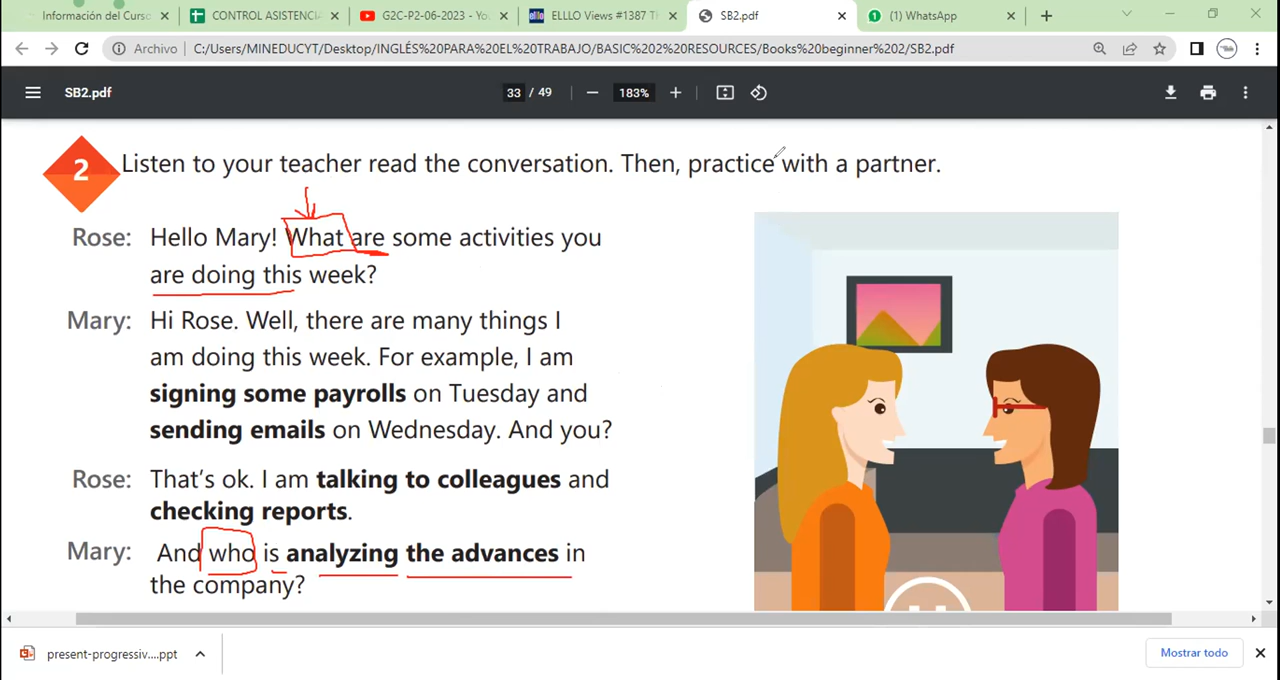 Información del Curso
CONTROL ASISTENCIA
G2C-P2-06-2023 - You
ELLLO Views #1387 Th
SB2.pdf
(1) WhatsApp
Archivo
C:/Users/MINEDUCYT/Desktop/INGLÉS%20PARA%20EL%20TRABAJO/BASIC%202%20RESOURCES/Books%20beginner%202/SB2.pdf
SB2.pdf
33 / 49
183%
2
Listen to your teacher read the conversation. Then, practice with a partner.
Rose: Hello Mary! What are some activities you
are doing this week?
Mary: Hi Rose. Well, there are many things I
am doing this week. For example, I am
signing some payrolls on Tuesday and
sending emails on Wednesday. And you?
Rose: That's ok. I am talking to colleagues and
checking reports.
Mary: And who is analyzing the advances in
the company?
present-progressiv....ppt
Mostrar todo